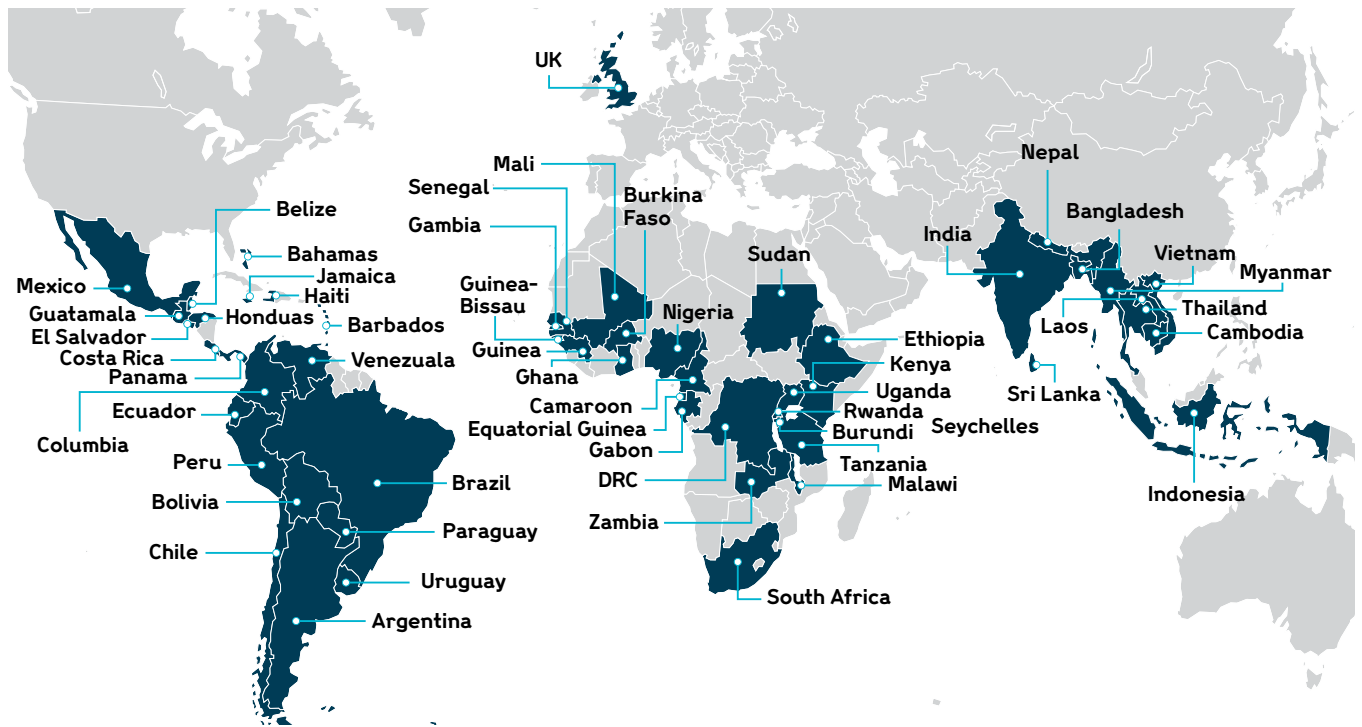 UK
Mali
Senegal
Gambia
Burkina
Faso
Guinea-
Bissau
Guinea
Ghana
Nigeria
Sudan
Camaroon
Equatorial Guinea
Gabon
DRC
Zambia
Ethiopia
Kenya
Uganda
Rwanda
Burundi
Seychelles
Tanzania
Malawi
South Africa
Belize
Bahamas
Jamaica
Haiti
Mexico
Guatamala
Honduas
El Salvador
Barbados
Costa Rica
Panama
Venezuala
Ecuador
Columbia
Peru
Brazil
Bolivia
Paraguay
Chile
Uruguay
Argentina
Nepal
Bangladesh
India
Vietnam
Myanmar
Thailand
Laos
Cambodia
Sri Lanka
Indonesia